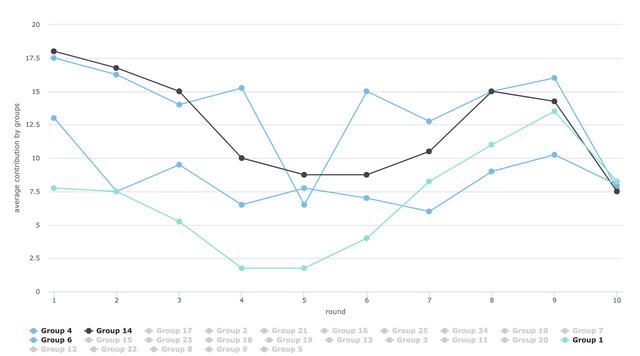 20
17.5
15
12.5
10
7.5
5
2.5
0
average contribution by groups
1 2 3 4 5 6 7 8 9 10
round
Group 4 Group 14 Group 17 Group 2 Group 21 Group 16 Group 25 Group 24 Group 10 Group 7
Group 6 Group 15 Group 23 Group 18 Group 19 Group 13 Group 3 Group 11 Group 20 Group 1
Group 12 Group 22 Group 8 Group 9 Group 5